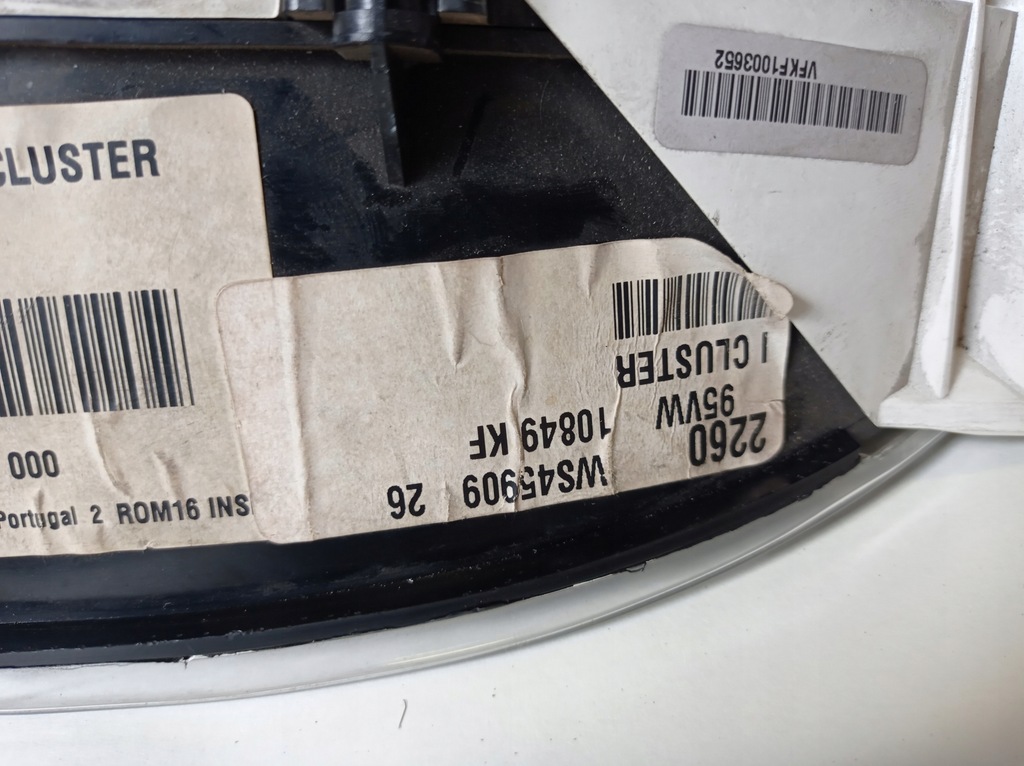 VFKF1003652
CLUSTER
000
Portugal 2 ROM16 INS
2260 WS45909 26
95VW 10849 KF
I CLUSTER